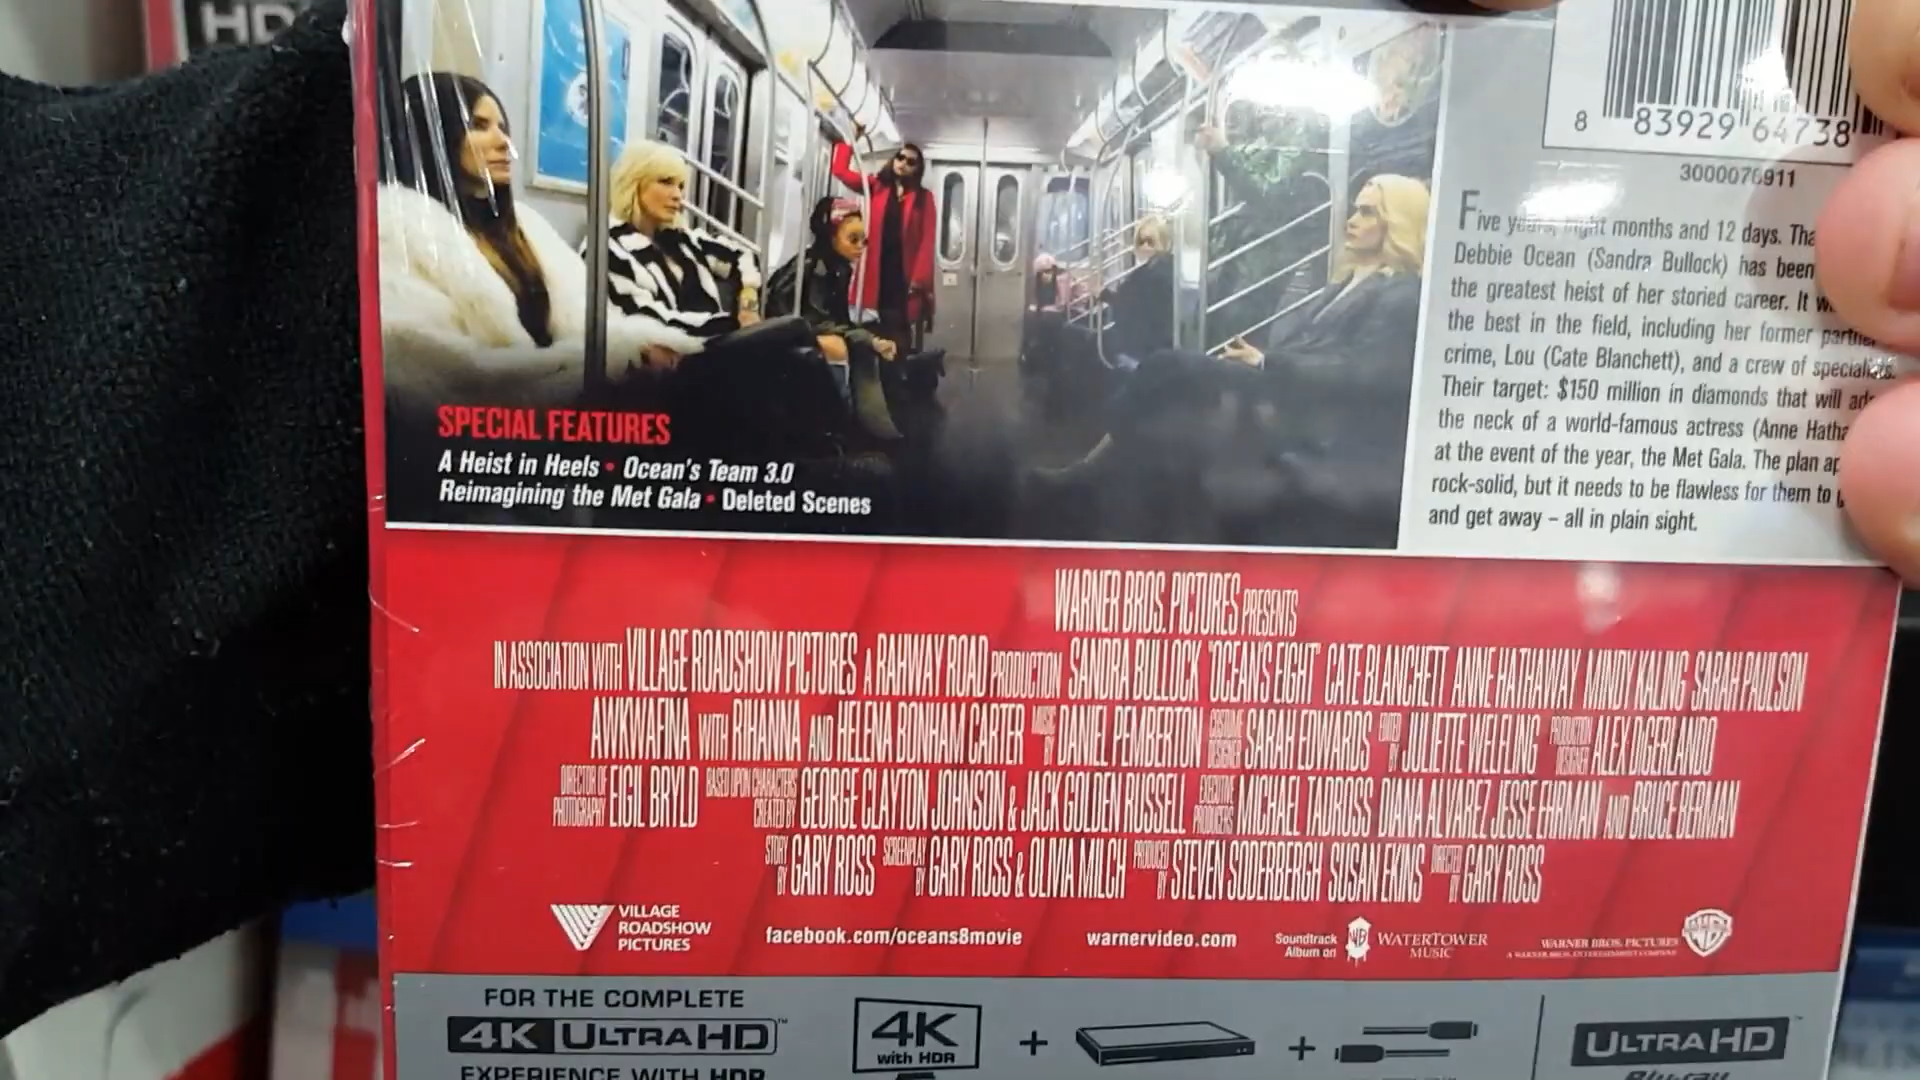 HD
8 83929 64738
3000076911
Five years, eight months and 12 days. Tha
Debbie Ocean (Sandra Bullock) has been
the greatest heist of her storied career. It w
the best in the field, including her former partner
crime, Lou (Cate Blanchett), and a crew of specialists.
Their target: $150 million in diamonds that will ad
the neck of a world-famous actress (Anne Hatha
at the event of the year, the Met Gala. The plan ap
rock-solid, but it needs to be flawless for them to
and get away – all in plain sight.
SPECIAL FEATURES
A Heist in Heels • Ocean's Team 3.0
Reimagining the Met Gala • Deleted Scenes
WARNER BROS. PICTURES PRESENTS
IN ASSOCIATION WITH VILLAGE ROADSHOW PICTURES A RAHWAY ROAD PRODUCTION SANDRA BULLOCK "OCEAN'S EIGHT" CATE BLANCHETT ANNE HATHAWAY MINDY KALING SARAH PAULSON
AWKWAFINA WITH RIHANNA AND HELENA BONHAM CARTER MUSIC BY DANIEL PEMBERTON COSTUME DESIGNER SARAH EDWARDS EDITED BY JULIETTE WELFLING PRODUCTION DESIGNER ALEX DiGERLANDO
DIRECTOR OF PHOTOGRAPHY EIGIL BRYLD BASED UPON CHARACTERS CREATED BY GEORGE CLAYTON JOHNSON & JACK GOLDEN RUSSELL EXECUTIVE PRODUCERS MICHAEL TADROSS DIANA ALVAREZ JESSE EHRMAN AND BRUCE BERMAN
STORY BY GARY ROSS SCREENPLAY BY GARY ROSS & OLIVIA MILCH PRODUCED BY STEVEN SODERBERGH SUSAN EKINS DIRECTED BY GARY ROSS
VILLAGE
ROADSHOW
PICTURES
facebook.com/oceans8movie
warnervideo.com
Soundtrack
Album on
WATERTOWER
MUSIC
WARNER BROS. PICTURES
A WARNER BROS. ENTERTAINMENT COMPANY
FOR THE COMPLETE
4K ULTRA HD™
EXPERIENCE WITH HDR
4K
with HDR
+
+
ULTRA HD™
Blu-ray